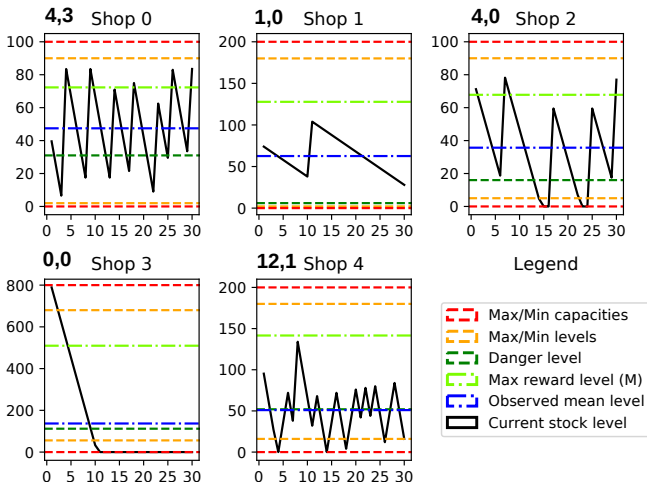 4,3 Shop 0
1,0 Shop 1
4,0 Shop 2
100
80
60
40
20
0
0 5 10 15 20 25 30
200
150
100
50
0
0 5 10 15 20 25 30
100
80
60
40
20
0
0 5 10 15 20 25 30
0,0 Shop 3
12,1 Shop 4
Legend
800
600
400
200
0
0 5 10 15 20 25 30
200
150
100
50
0
0 5 10 15 20 25 30
Max/Min capacities
Max/Min levels
Danger level
Max reward level (M)
Observed mean level
Current stock level